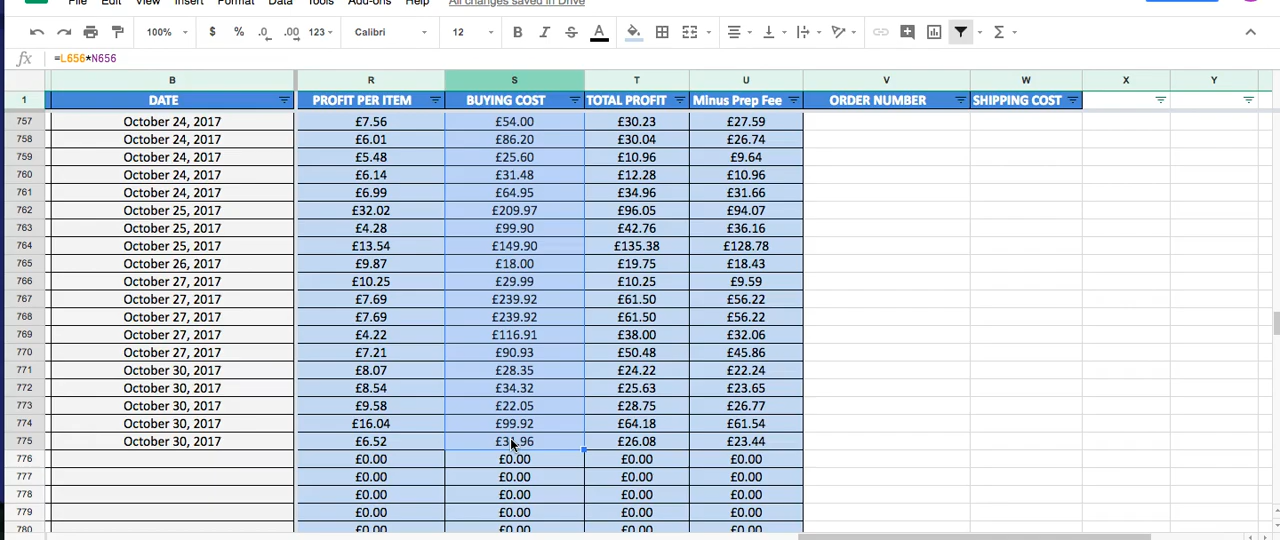 File Edit View Insert Format Data Tools Add-ons Help All changes saved in Drive
100% $ % .0 .00 123 Calibri 12 B I S A
fx =L656*N656
B R S T U V W X Y
1 DATE PROFIT PER ITEM BUYING COST TOTAL PROFIT Minus Prep Fee ORDER NUMBER SHIPPING COST
757 October 24, 2017 £7.56 £54.00 £30.23 £27.59
758 October 24, 2017 £6.01 £86.20 £30.04 £26.74
759 October 24, 2017 £5.48 £25.60 £10.96 £9.64
760 October 24, 2017 £6.14 £31.48 £12.28 £10.96
761 October 24, 2017 £6.99 £64.95 £34.96 £31.66
762 October 25, 2017 £32.02 £209.97 £96.05 £94.07
763 October 25, 2017 £4.28 £99.90 £42.76 £36.16
764 October 25, 2017 £13.54 £149.90 £135.38 £128.78
765 October 26, 2017 £9.87 £18.00 £19.75 £18.43
766 October 27, 2017 £10.25 £29.99 £10.25 £9.59
767 October 27, 2017 £7.69 £239.92 £61.50 £56.22
768 October 27, 2017 £7.69 £239.92 £61.50 £56.22
769 October 27, 2017 £4.22 £116.91 £38.00 £32.06
770 October 27, 2017 £7.21 £90.93 £50.48 £45.86
771 October 30, 2017 £8.07 £28.35 £24.22 £22.24
772 October 30, 2017 £8.54 £34.32 £25.63 £23.65
773 October 30, 2017 £9.58 £22.05 £28.75 £26.77
774 October 30, 2017 £16.04 £99.92 £64.18 £61.54
775 October 30, 2017 £6.52 £26.08 £23.44
776 £0.00 £0.00 £0.00 £0.00
777 £0.00 £0.00 £0.00 £0.00
778 £0.00 £0.00 £0.00 £0.00
779 £0.00 £0.00 £0.00 £0.00
780 £0.00 £0.00 £0.00 £0.00